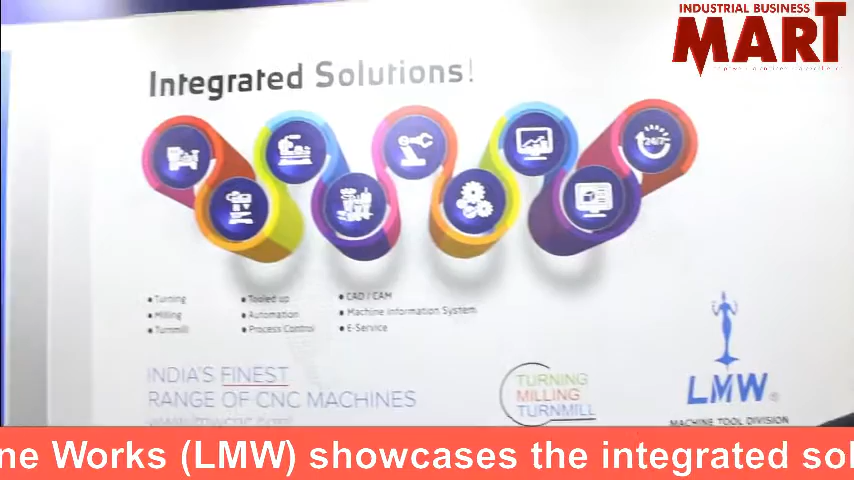 INDUSTRIAL BUSINESS
MART
Integrated Solutions!
24/7
• Turning
• Milling
• Turnmill
• Tooled up
• Automation
• Process Control
• CAD / CAM
• Machine Information System
• E-Service
INDIA'S FINEST
RANGE OF CNC MACHINES
TURNING
MILLING
TURNMILL
LMW®
MACHINE TOOL DIVISION
ne Works (LMW) showcases the integrated sol